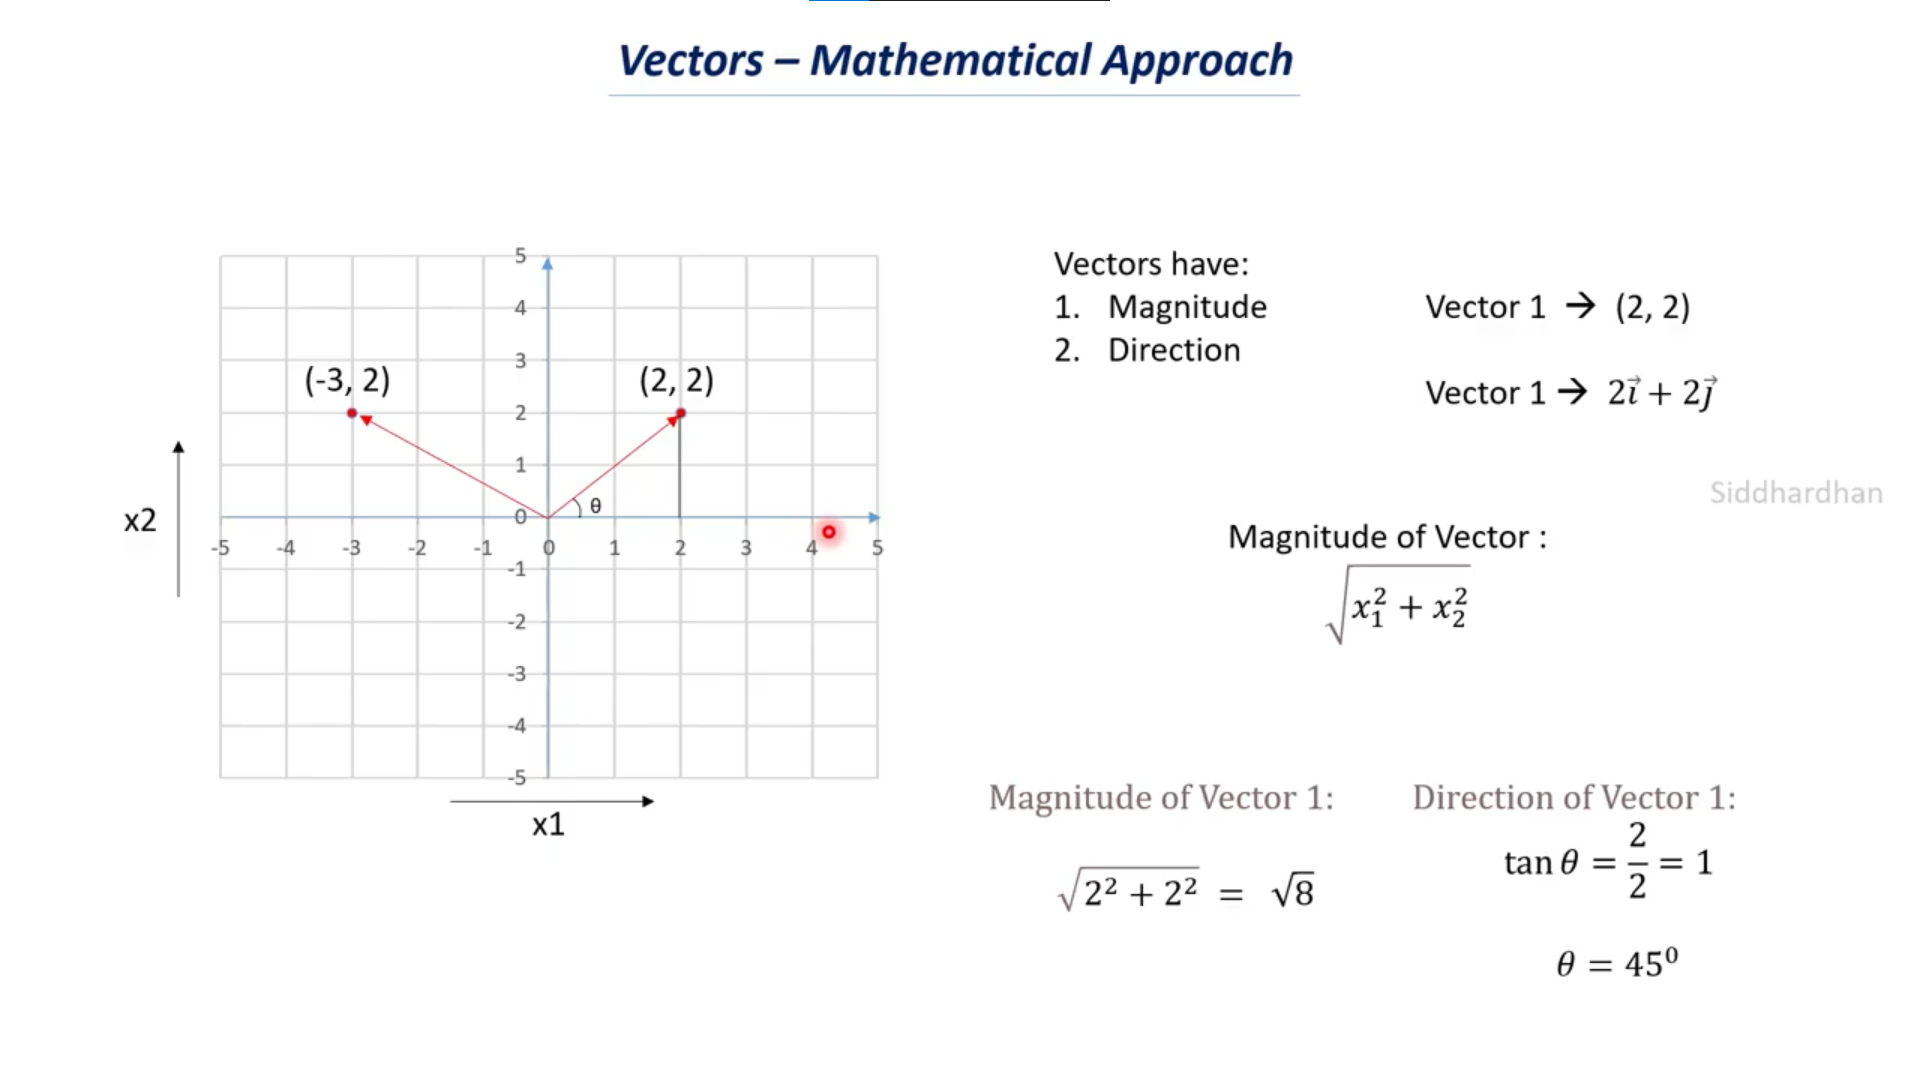 Vectors – Mathematical Approach
5
4
3
2
1
0
-1
-2
-3
-4
-5
-5 -4 -3 -2 -1 0 1 2 3 4 5
(-3, 2)
(2, 2)
θ
x2
x1
Vectors have:
1. Magnitude
2. Direction
Vector 1 → (2, 2)
Vector 1 → 2i⃗ + 2j⃗
Siddhardhan
Magnitude of Vector :
√(x₁² + x₂²)
Magnitude of Vector 1:
√(2² + 2²) = √8
Direction of Vector 1:
tan θ = 2/2 = 1
θ = 45⁰